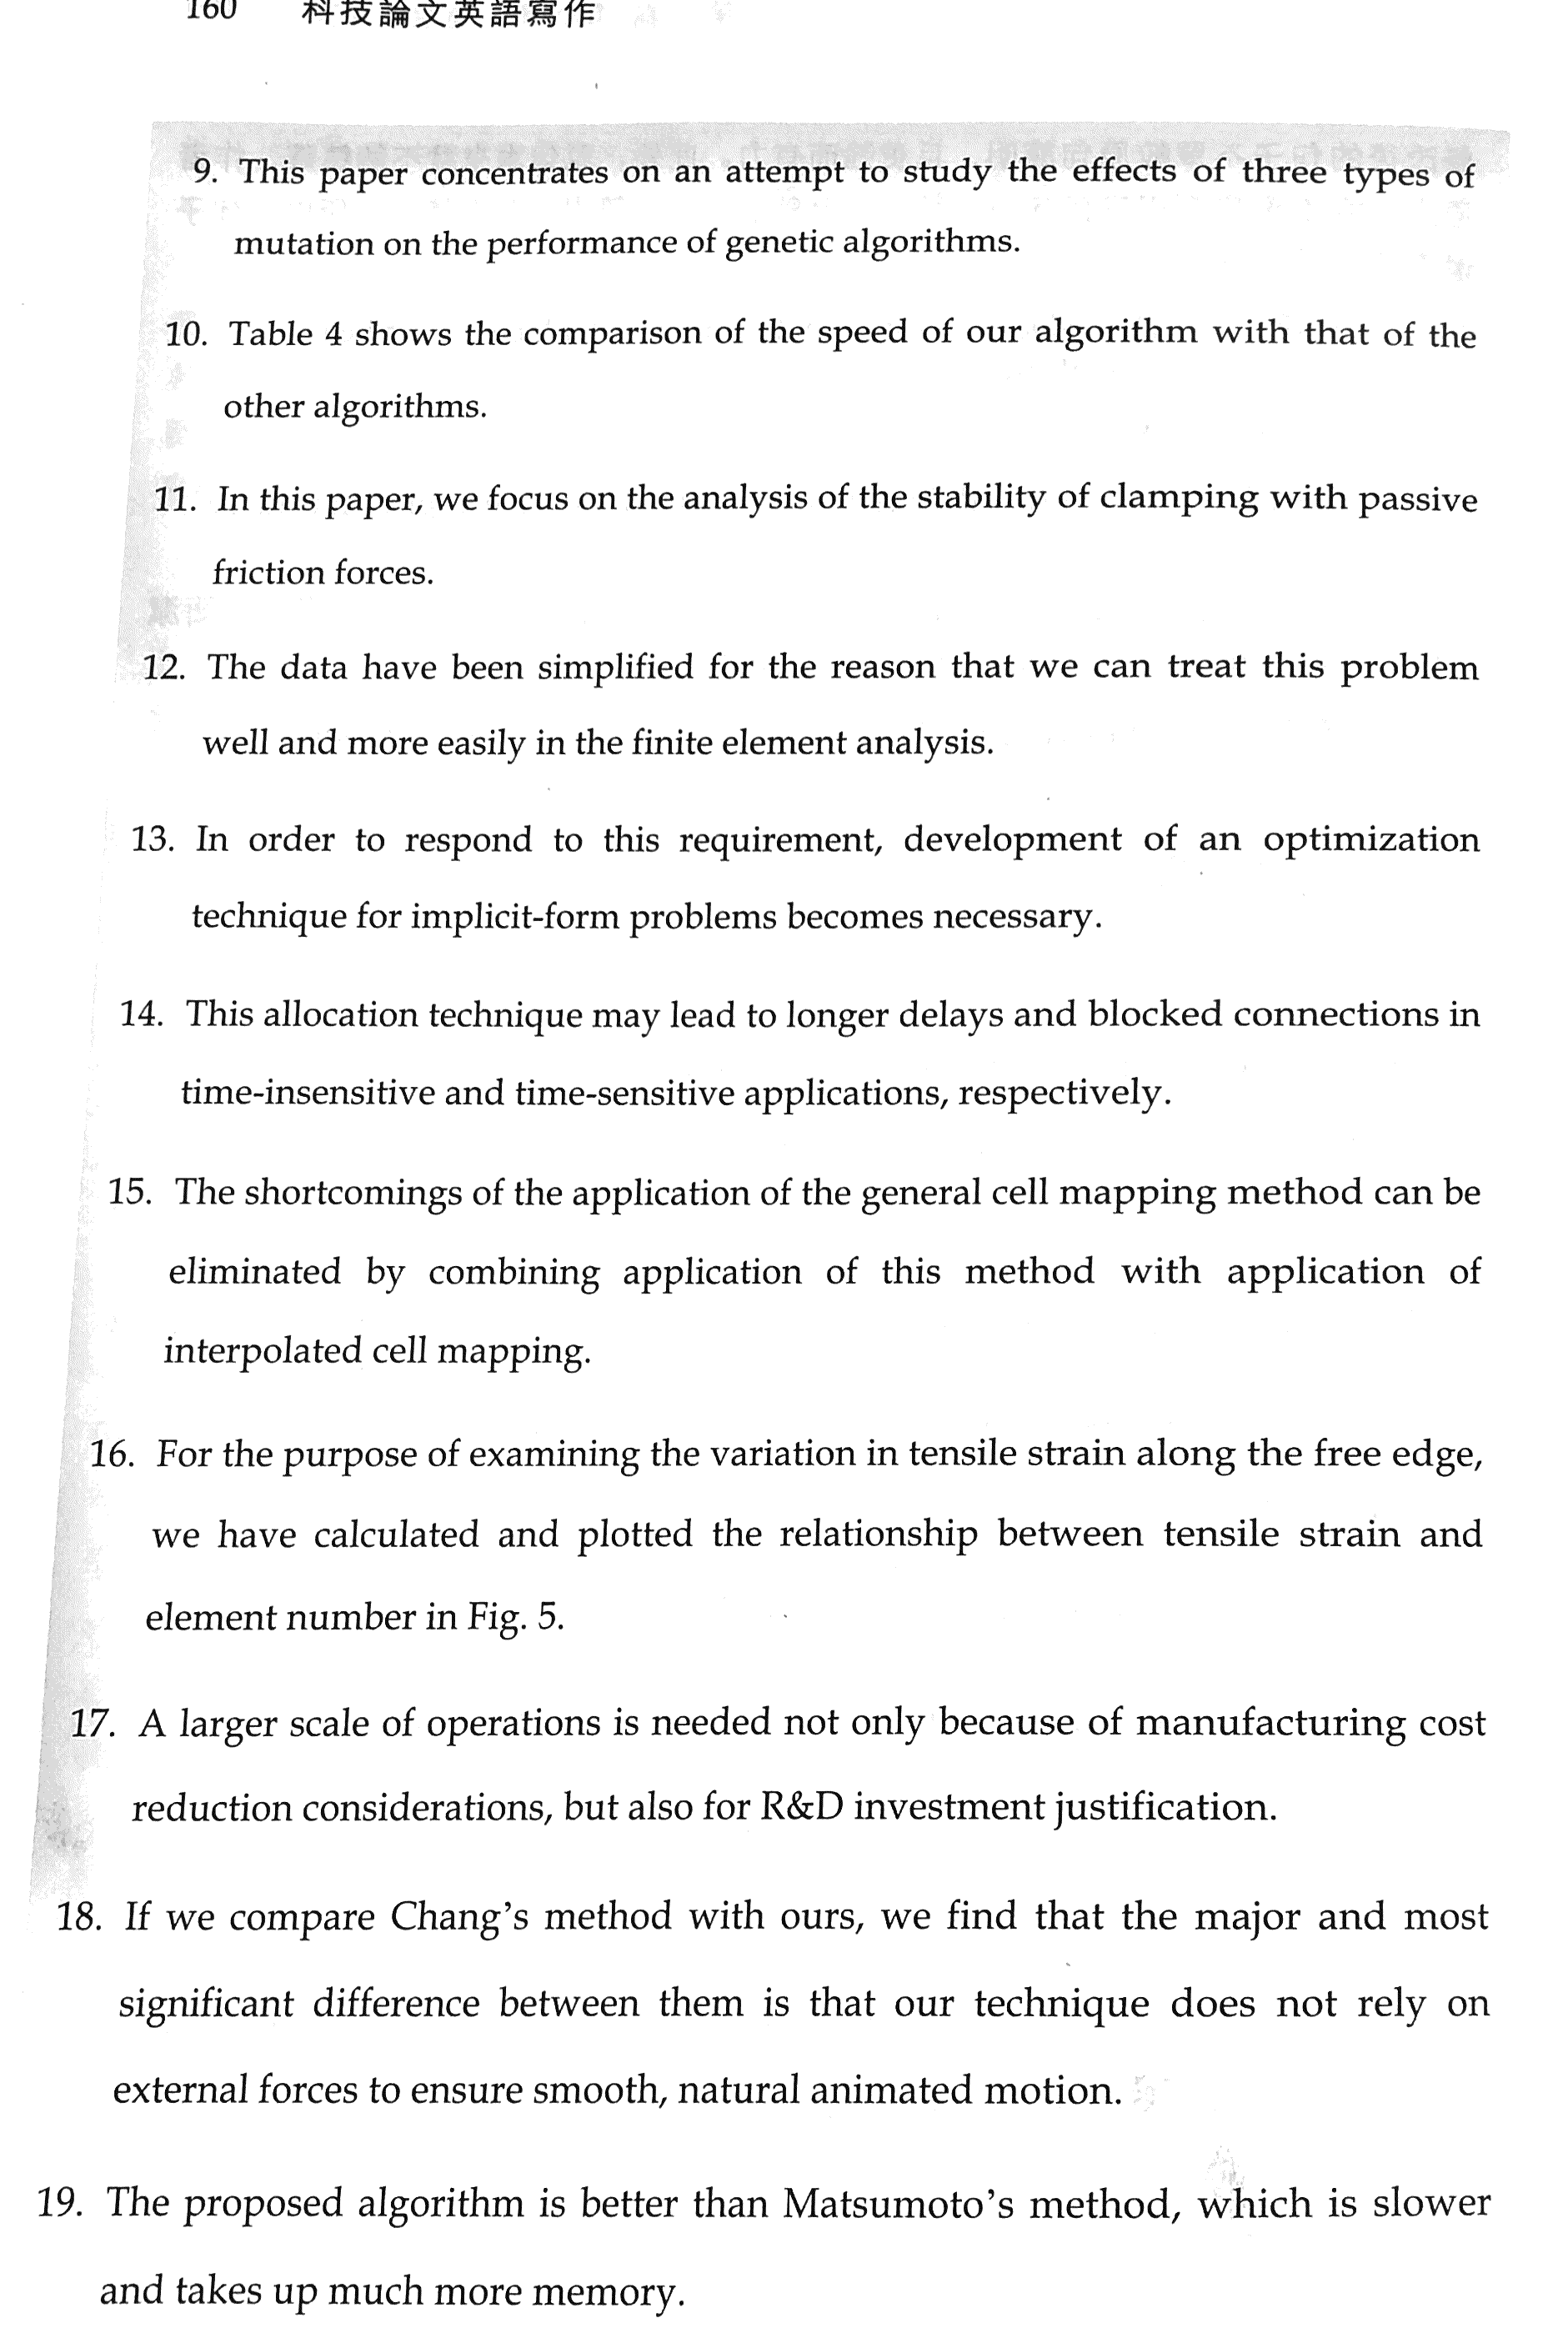 160 科技論文英語寫作
9. This paper concentrates on an attempt to study the effects of three types of
mutation on the performance of genetic algorithms.
10. Table 4 shows the comparison of the speed of our algorithm with that of the
other algorithms.
11. In this paper, we focus on the analysis of the stability of clamping with passive
friction forces.
12. The data have been simplified for the reason that we can treat this problem
well and more easily in the finite element analysis.
13. In order to respond to this requirement, development of an optimization
technique for implicit-form problems becomes necessary.
14. This allocation technique may lead to longer delays and blocked connections in
time-insensitive and time-sensitive applications, respectively.
15. The shortcomings of the application of the general cell mapping method can be
eliminated by combining application of this method with application of
interpolated cell mapping.
16. For the purpose of examining the variation in tensile strain along the free edge,
we have calculated and plotted the relationship between tensile strain and
element number in Fig. 5.
17. A larger scale of operations is needed not only because of manufacturing cost
reduction considerations, but also for R&D investment justification.
18. If we compare Chang's method with ours, we find that the major and most
significant difference between them is that our technique does not rely on
external forces to ensure smooth, natural animated motion.
19. The proposed algorithm is better than Matsumoto's method, which is slower
and takes up much more memory.